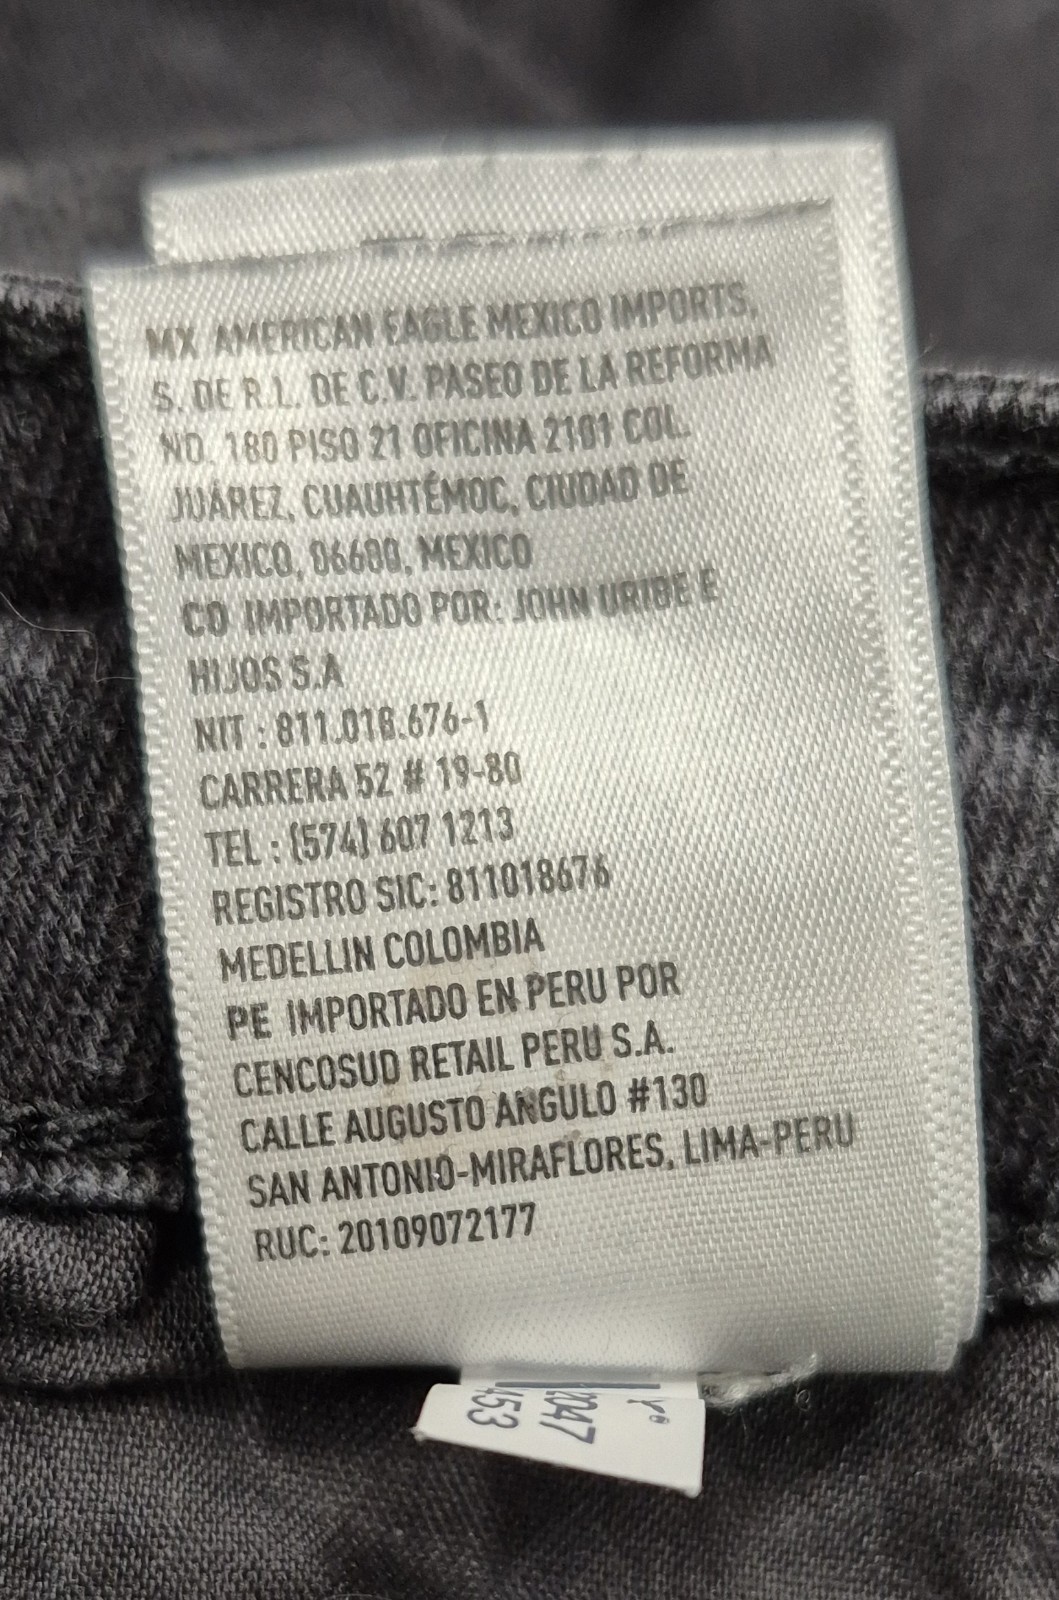 MX AMERICAN EAGLE MEXICO IMPORTS,
S. DE R.L. DE C.V. PASEO DE LA REFORMA
NO. 180 PISO 21 OFICINA 2101 COL.
JUÁREZ, CUAUHTÉMOC, CIUDAD DE
MEXICO, 06600, MEXICO
CO IMPORTADO POR: JOHN URIBE E
HIJOS S.A
NIT : 811.018.676-1
CARRERA 52 # 19-80
TEL : (574) 607 1213
REGISTRO SIC: 811018676
MEDELLIN COLOMBIA
PE IMPORTADO EN PERU POR
CENCOSUD RETAIL PERU S.A.
CALLE AUGUSTO ANGULO #130
SAN ANTONIO-MIRAFLORES, LIMA-PERU
RUC: 20109072177
2047
453